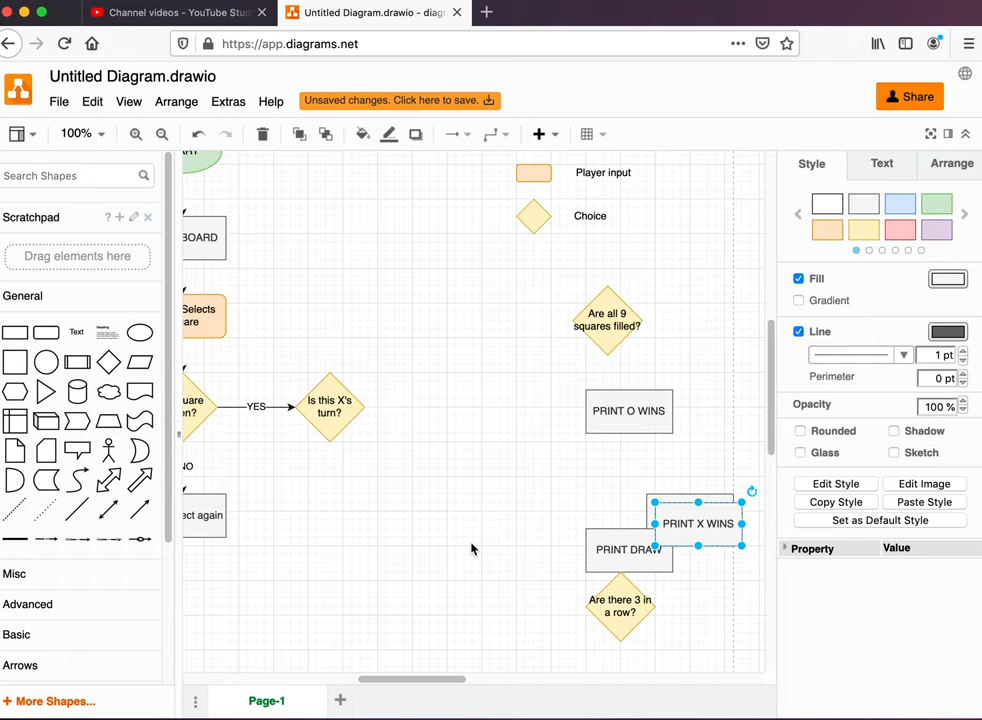 Channel videos - YouTube Stud
Untitled Diagram.drawio - diag
https://app.diagrams.net
Untitled Diagram.drawio
File Edit View Arrange Extras Help
Unsaved changes. Click here to save.
Share
100%
Search Shapes
Scratchpad
?
Drag elements here
General
Text
Heading
Misc
Advanced
Basic
Arrows
+ More Shapes...
BOARD
Selects
are
uare
en?
YES
Is this X's
turn?
NO
ect again
Player input
Choice
Are all 9
squares filled?
PRINT O WINS
PRINT X WINS
PRINT DRAW
Are there 3 in
a row?
Page-1
Style Text Arrange
Fill
Gradient
Line
1 pt
Perimeter 0 pt
Opacity 100 %
Rounded Shadow
Glass Sketch
Edit Style Edit Image
Copy Style Paste Style
Set as Default Style
Property Value